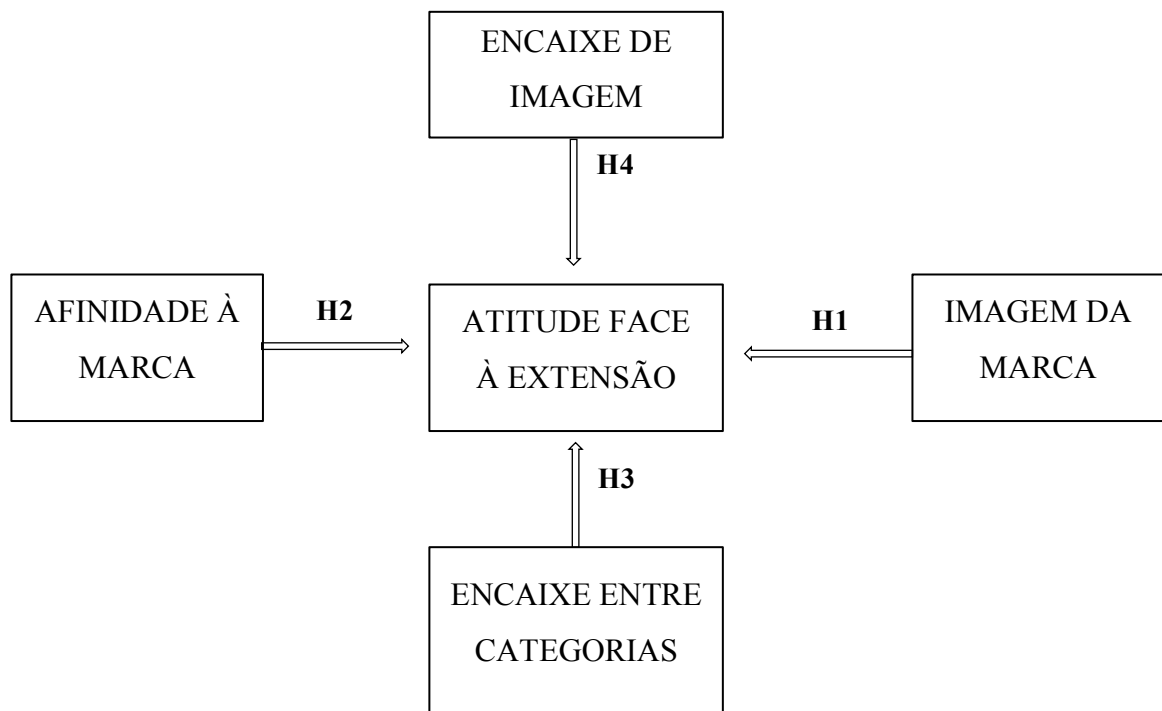 ENCAIXE DE
IMAGEM
H4
AFINIDADE À
MARCA
H2
ATITUDE FACE
À EXTENSÃO
H1
IMAGEM DA
MARCA
H3
ENCAIXE ENTRE
CATEGORIAS